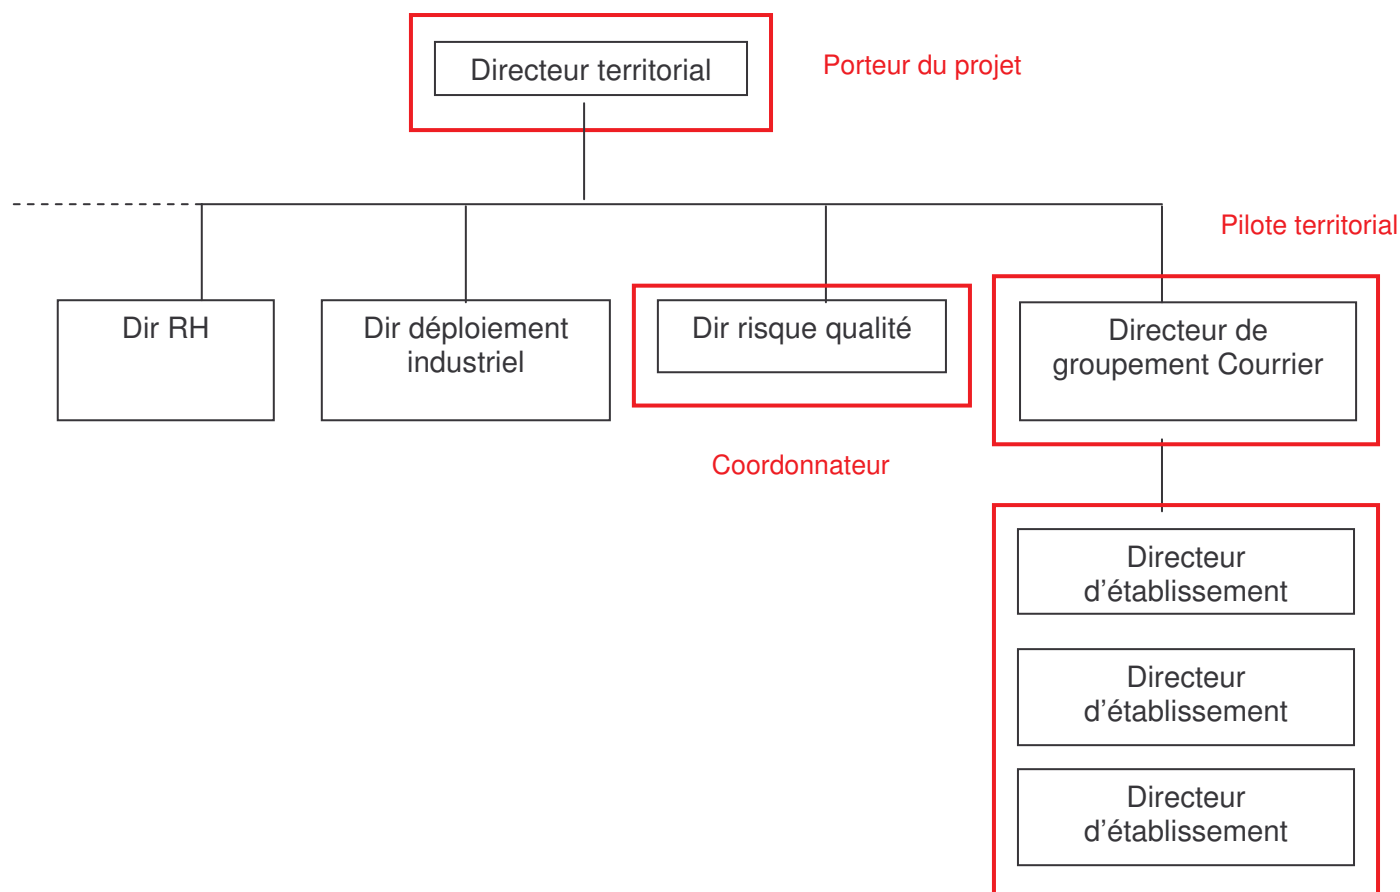 Directeur territorial
Porteur du projet
Pilote territorial
Dir RH
Dir déploiement
industriel
Dir risque qualité
Directeur de
groupement Courrier
Coordonnateur
Directeur
d’établissement
Directeur
d’établissement
Directeur
d’établissement